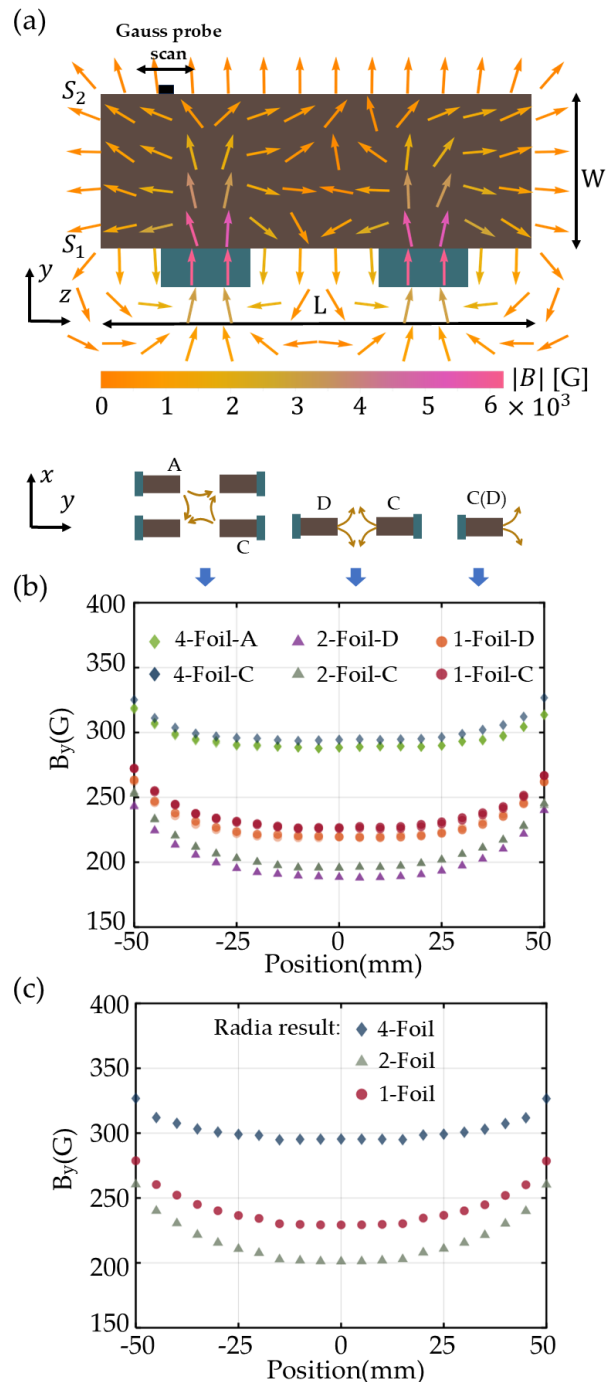 (a)
Gauss probe
scan
S₂
W
S₁
y
z
L
|B| [G]
0 1 2 3 4 5 6 × 10³
x
y
A
C
D C
C(D)
(b)
400
350
300
250
200
150
B_y(G)
4-Foil-A 2-Foil-D 1-Foil-D
4-Foil-C 2-Foil-C 1-Foil-C
-50 -25 0 25 50
Position(mm)
(c)
400
350
300
250
200
150
B_y(G)
Radia result: 4-Foil
2-Foil
1-Foil
-50 -25 0 25 50
Position(mm)